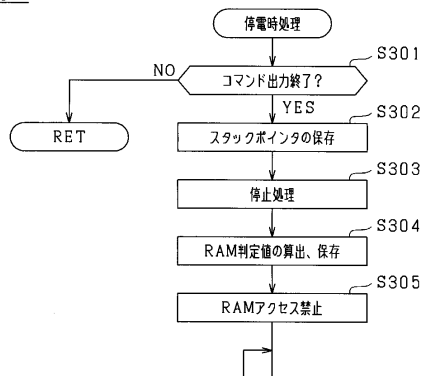 停電時処理
S301
NO
コマンド出力終了?
YES
S302
RET
スタックポインタの保存
S303
停止処理
S304
RAM判定値の算出、保存
S305
RAMアクセス禁止